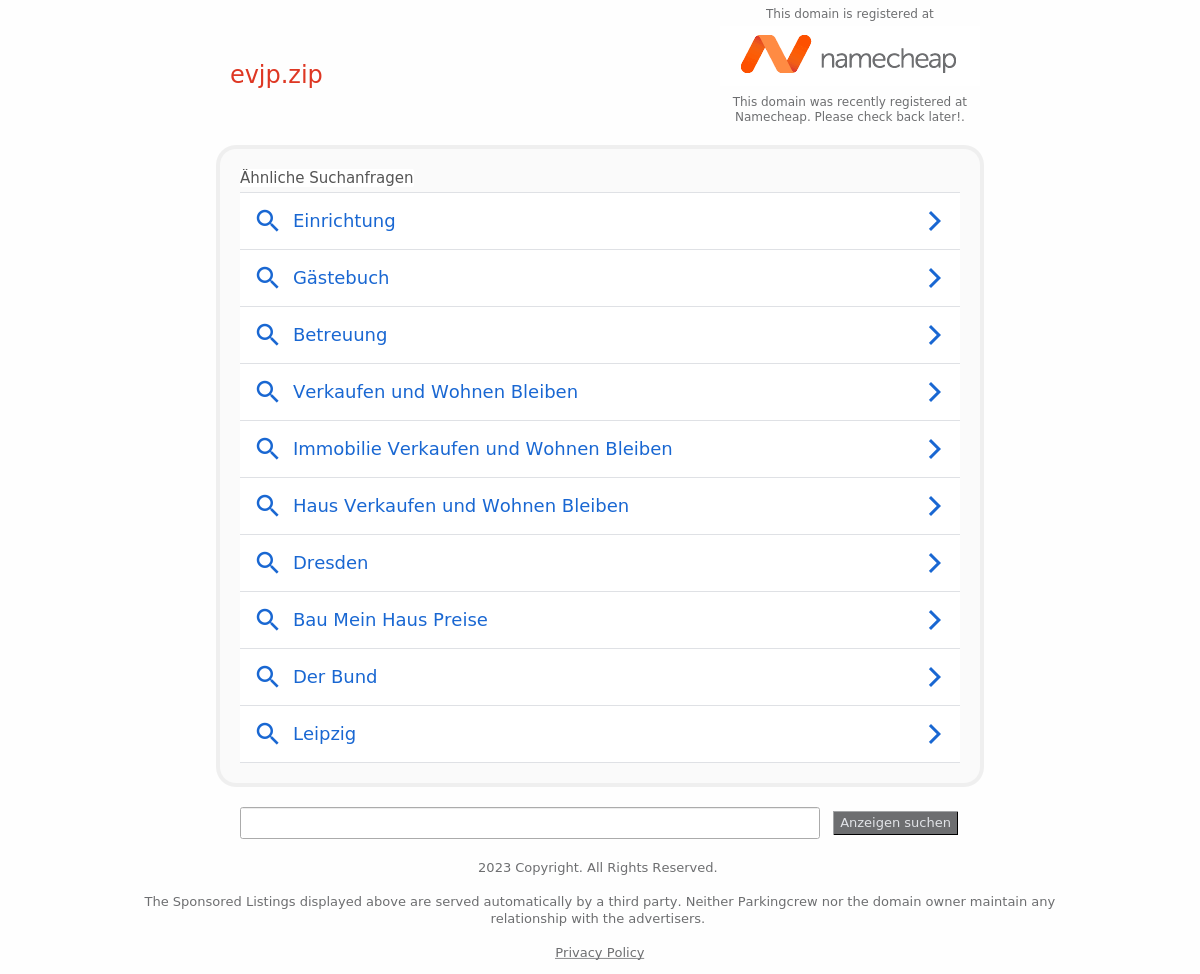 This domain is registered at
namecheap
evjp.zip
This domain was recently registered at
Namecheap. Please check back later!.
Ähnliche Suchanfragen
Einrichtung
Gästebuch
Betreuung
Verkaufen und Wohnen Bleiben
Immobilie Verkaufen und Wohnen Bleiben
Haus Verkaufen und Wohnen Bleiben
Dresden
Bau Mein Haus Preise
Der Bund
Leipzig
Anzeigen suchen
2023 Copyright. All Rights Reserved.
The Sponsored Listings displayed above are served automatically by a third party. Neither Parkingcrew nor the domain owner maintain any
relationship with the advertisers.
Privacy Policy